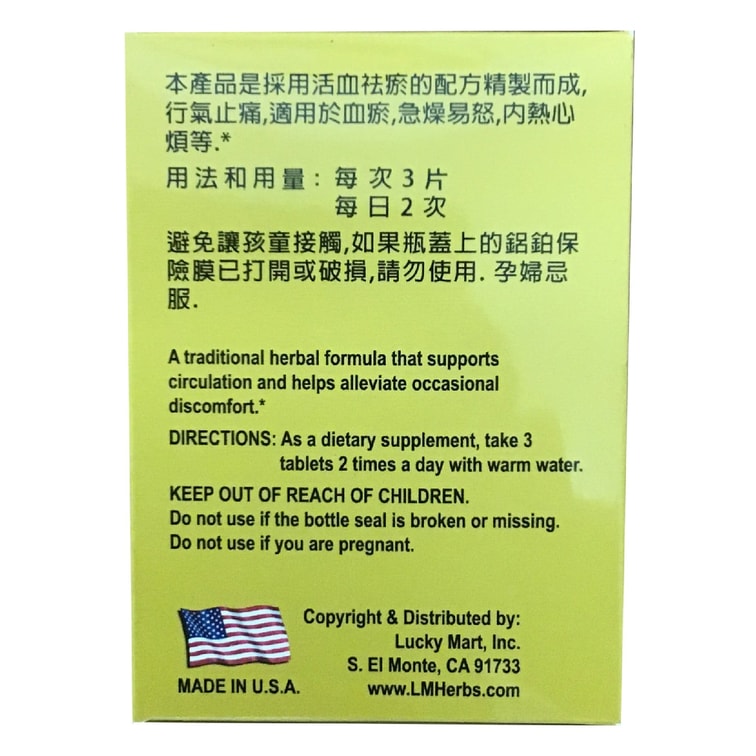 本產品是採用活血祛瘀的配方精製而成,
行氣止痛,適用於血瘀,急燥易怒,內熱心
煩等.*
用法和用量: 每次3片
每日2次
避免讓孩童接觸,如果瓶蓋上的鋁鉑保
險膜已打開或破損,請勿使用. 孕婦忌
服.
A traditional herbal formula that supports
circulation and helps alleviate occasional
discomfort.*
DIRECTIONS: As a dietary supplement, take 3
tablets 2 times a day with warm water.
KEEP OUT OF REACH OF CHILDREN.
Do not use if the bottle seal is broken or missing.
Do not use if you are pregnant.
MADE IN U.S.A.
Copyright & Distributed by:
Lucky Mart, Inc.
S. El Monte, CA 91733
www.LMHerbs.com